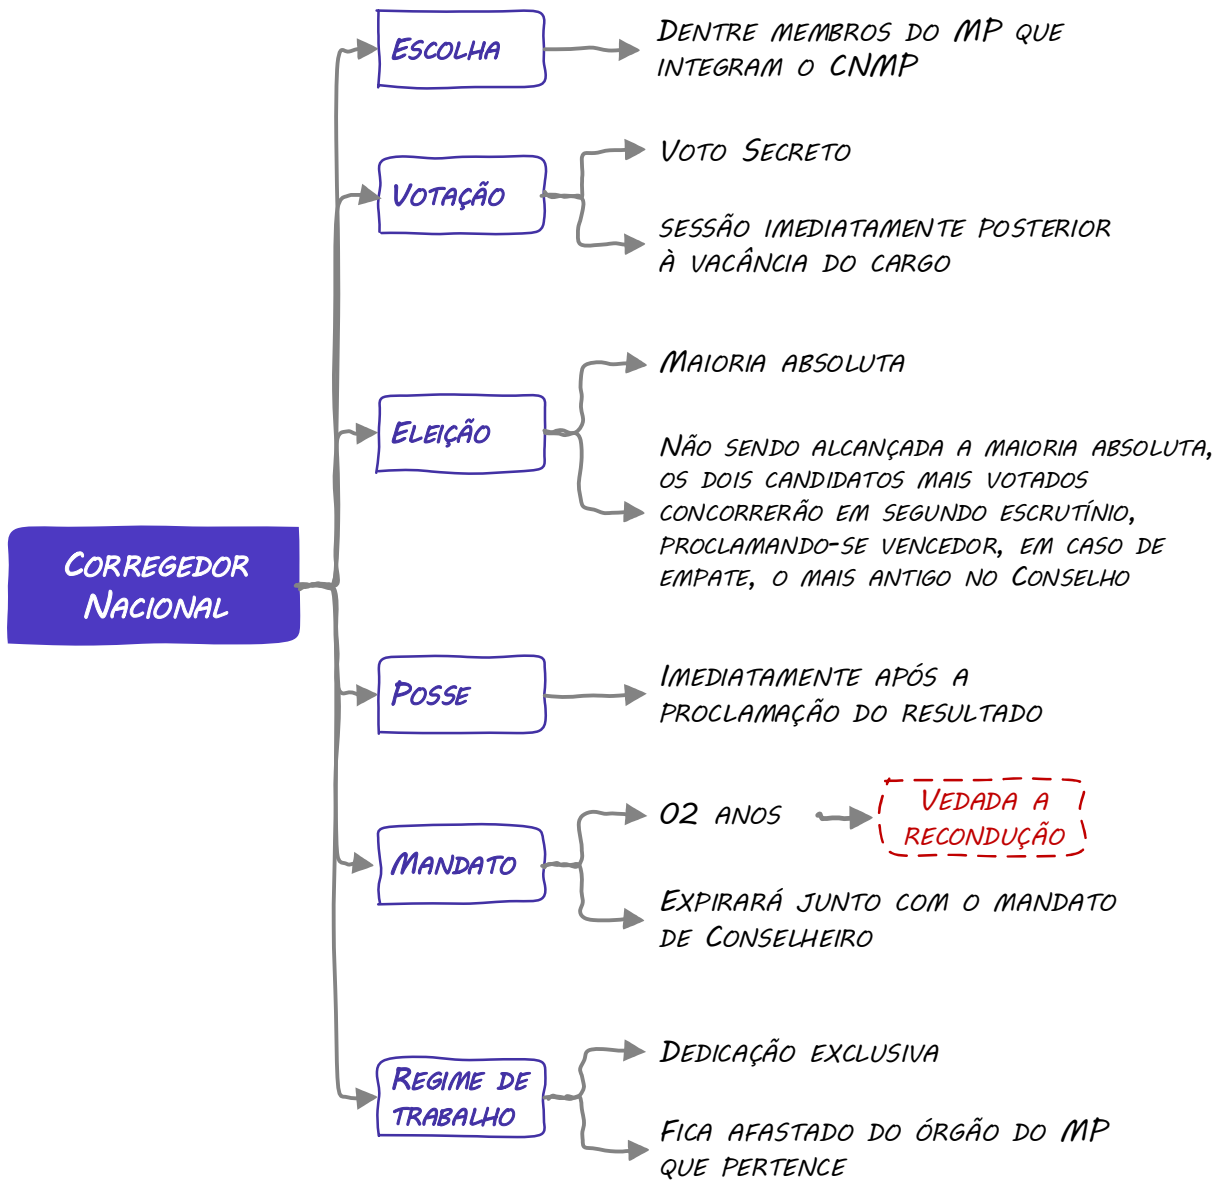 Corregedor
Nacional
Escolha
Dentre membros do MP que
integram o CNMP
Votação
Voto Secreto
sessão imediatamente posterior
à vacância do cargo
Eleição
Maioria absoluta
Não sendo alcançada a maioria absoluta,
os dois candidatos mais votados
concorrerão em segundo escrutínio,
proclamando-se vencedor, em caso de
empate, o mais antigo no Conselho
Posse
Imediatamente após a
proclamação do resultado
Mandato
02 anos
Vedada a
recondução
Expirará junto com o mandato
de Conselheiro
Regime de
trabalho
Dedicação exclusiva
Fica afastado do órgão do MP
que pertence